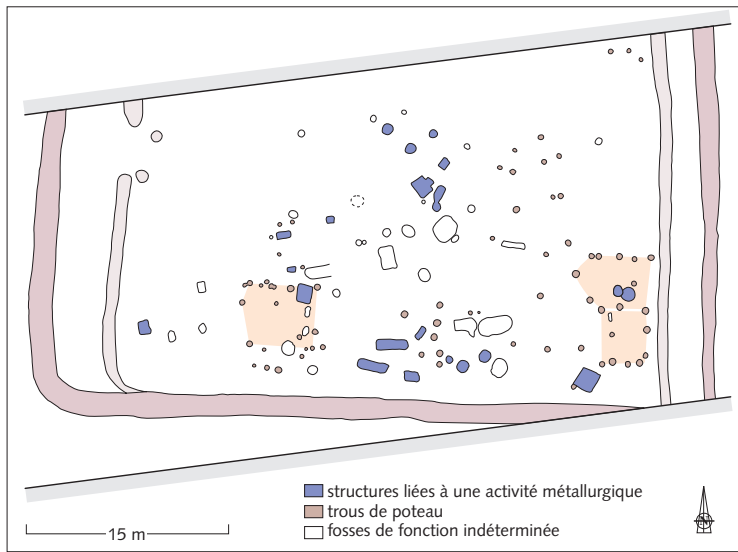 structures liées à une activité métallurgique
trous de poteau
fosses de fonction indéterminée
15 m